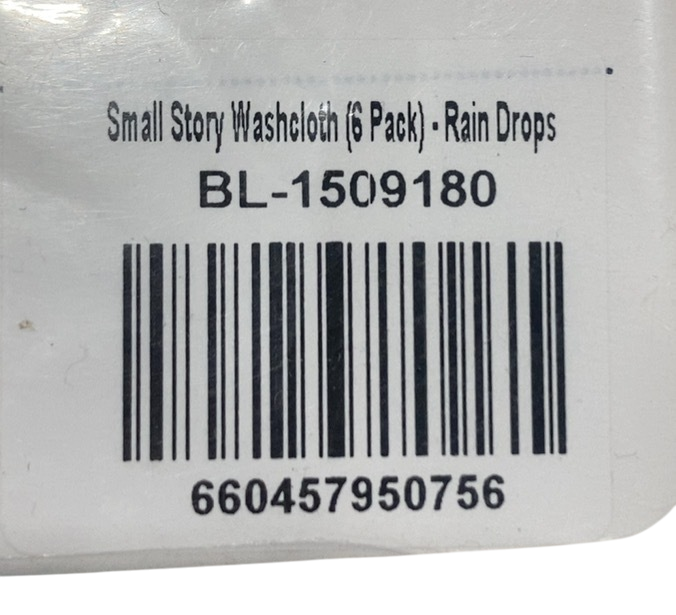 Small Story Washcloth (6 Pack) - Rain Drops
BL-1509180
660457950756